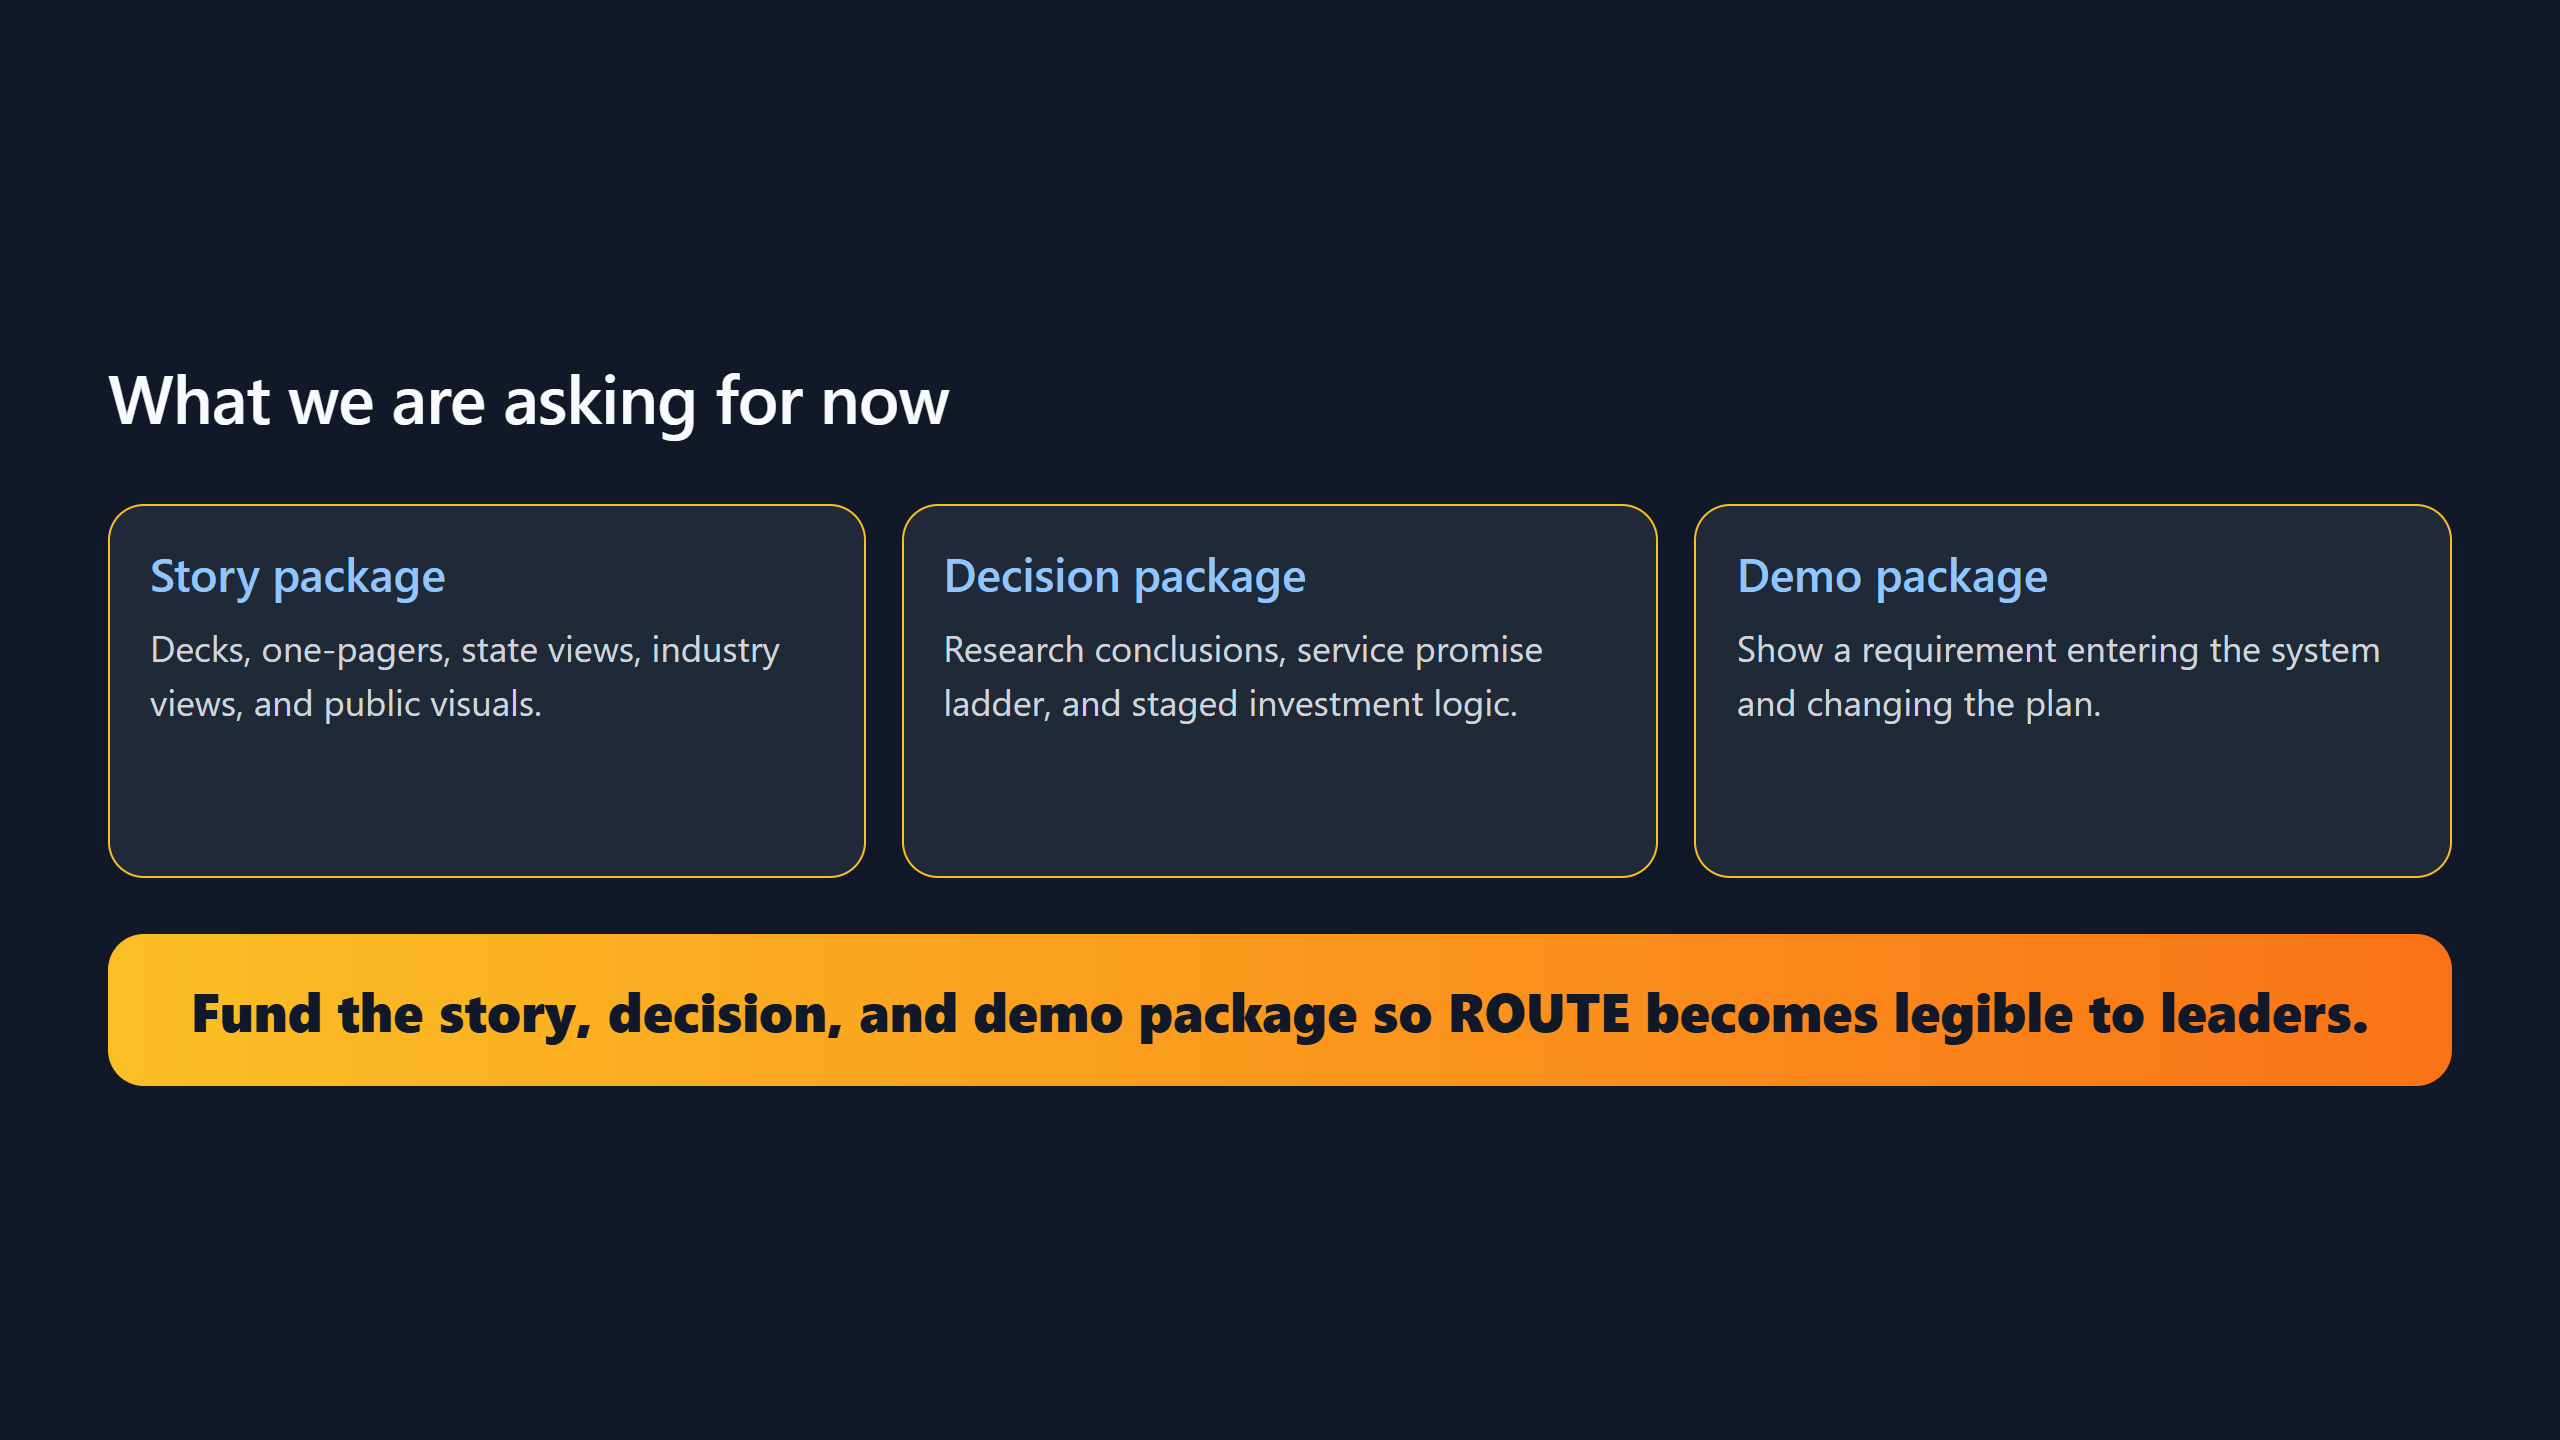 What we are asking for now
Story package
Decks, one-pagers, state views, industry
views, and public visuals.
Decision package
Research conclusions, service promise
ladder, and staged investment logic.
Demo package
Show a requirement entering the system
and changing the plan.
Fund the story, decision, and demo package so ROUTE becomes legible to leaders.